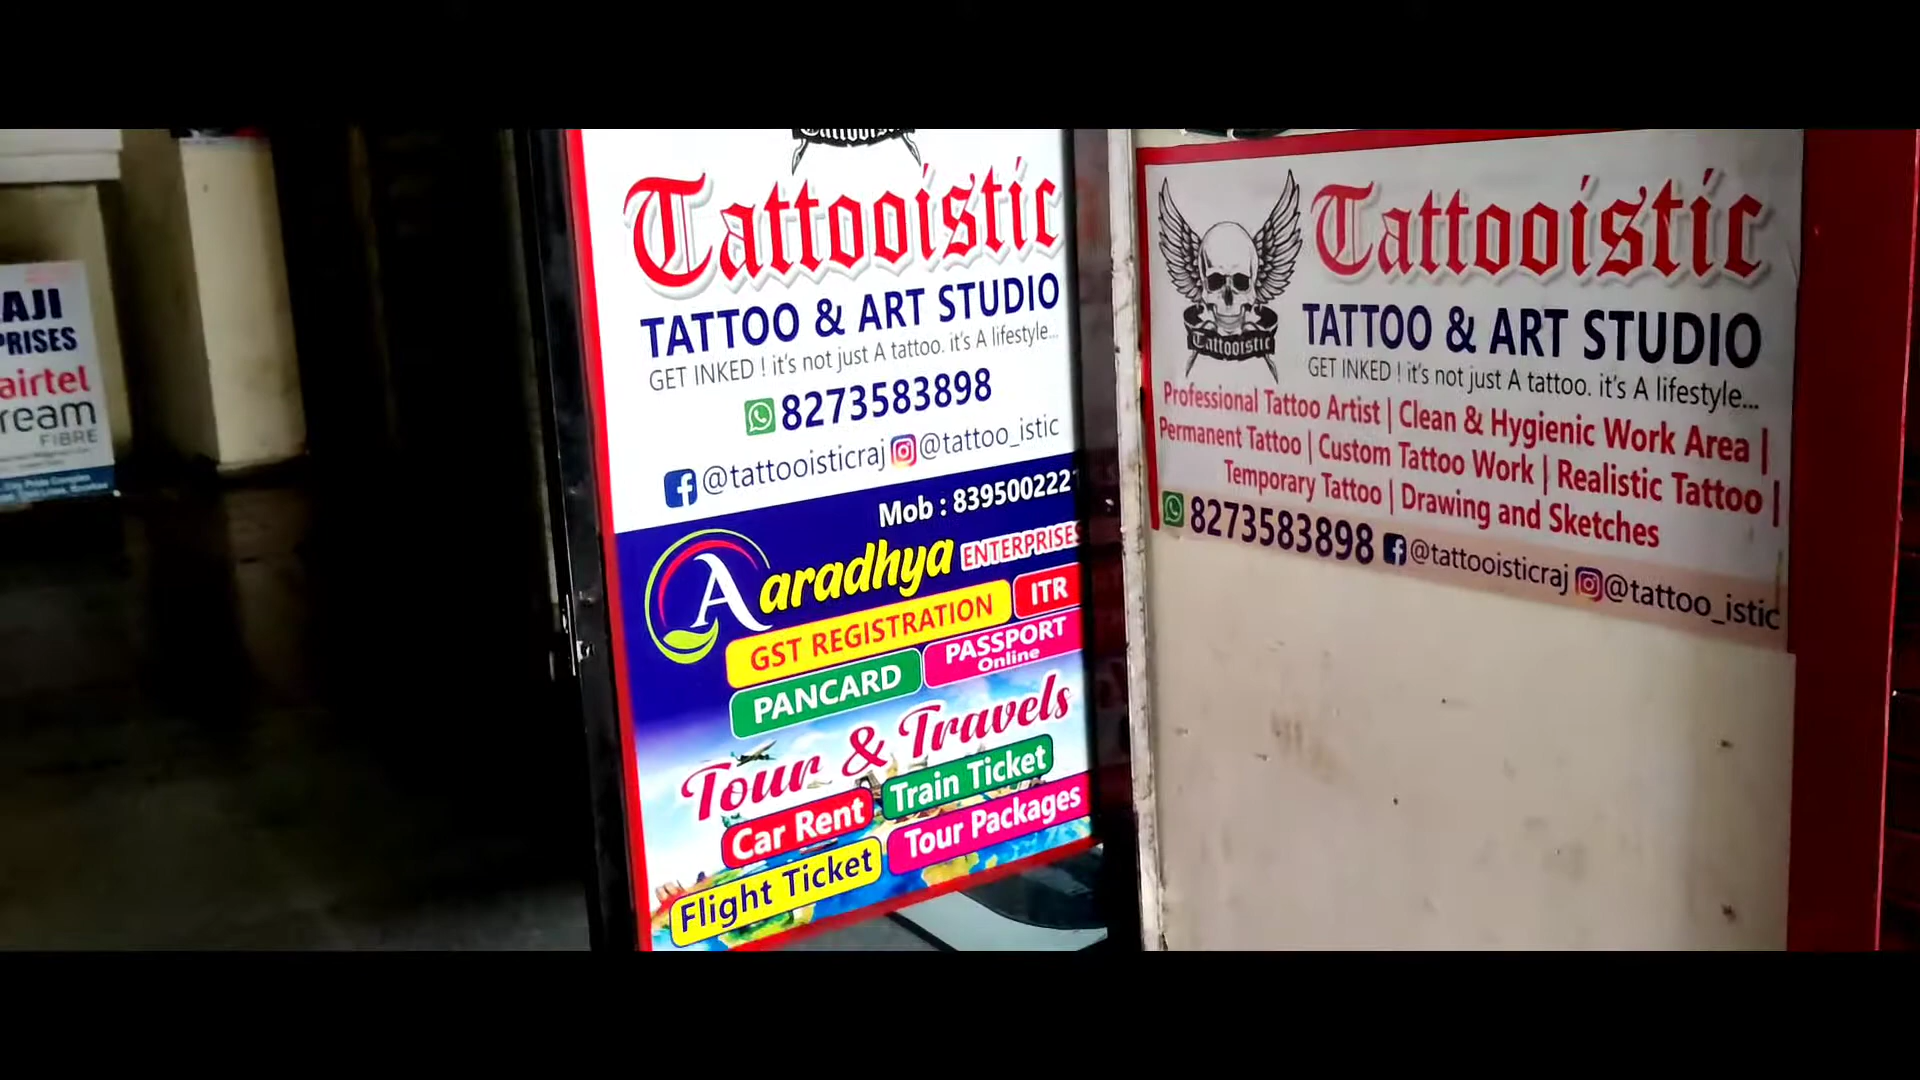 AJI
PRISES
airtel
ream
FIBRE
Tattooistic
Tattooistic
TATTOO & ART STUDIO
GET INKED ! it's not just A tattoo. it's A lifestyle...
8273583898
@tattooisticraj @tattoo_istic
Mob : 839500222
Aaradhya ENTERPRISES
GST REGISTRATION ITR
PANCARD PASSPORT Online
Tour & Travels
Car Rent Train Ticket
Flight Ticket Tour Packages
Tattooistic
Tattooistic
TATTOO & ART STUDIO
GET INKED ! it's not just A tattoo. it's A lifestyle...
Professional Tattoo Artist | Clean & Hygienic Work Area |
Permanent Tattoo | Custom Tattoo Work | Realistic Tattoo |
Temporary Tattoo | Drawing and Sketches
8273583898 @tattooisticraj @tattoo_istic